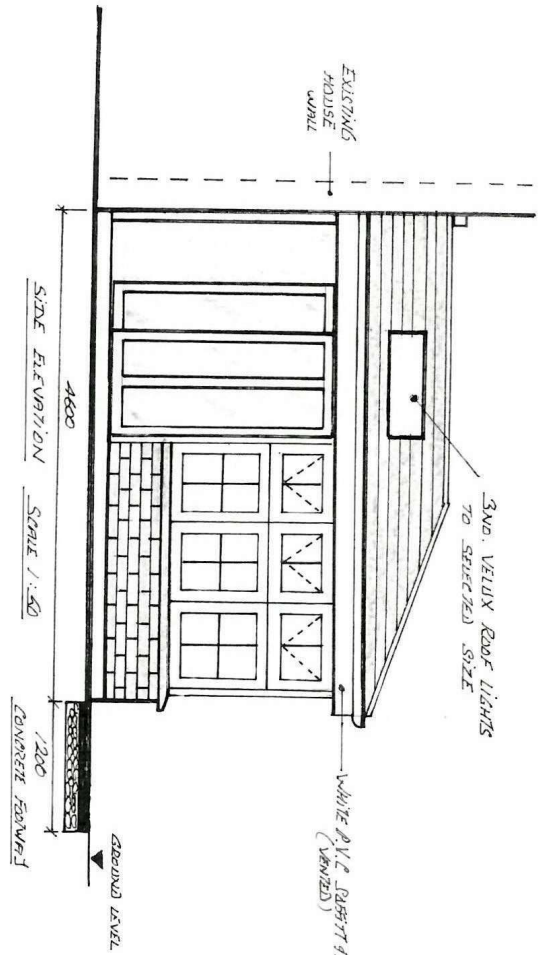 EXISTING
HOUSE
WALL
3NO. VELUX ROOF LIGHTS
TO SELECTED SIZE
WHITE P.V.C SOFFIT
(VENTED)
GROUND LEVEL
4600
1200
CONCRETE FOOTWAY
SIDE ELEVATION SCALE 1:50